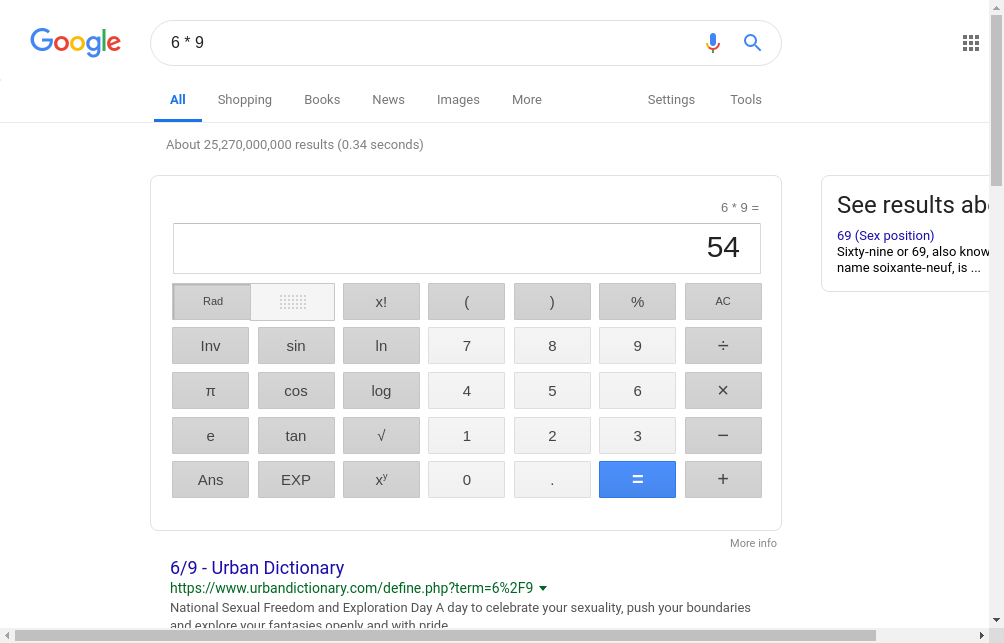 Google
6 * 9
All Shopping Books News Images More Settings Tools
About 25,270,000,000 results (0.34 seconds)
6 * 9 =
54
Rad x! ( ) % AC
Inv sin ln 7 8 9 ÷
π cos log 4 5 6 ×
e tan √ 1 2 3 −
Ans EXP xʸ 0 . = +
More info
6/9 - Urban Dictionary
https://www.urbandictionary.com/define.php?term=6%2F9
National Sexual Freedom and Exploration Day A day to celebrate your sexuality, push your boundaries
and explore your fantasies openly and with pride
See results abo
69 (Sex position)
Sixty-nine or 69, also know
name soixante-neuf, is ...